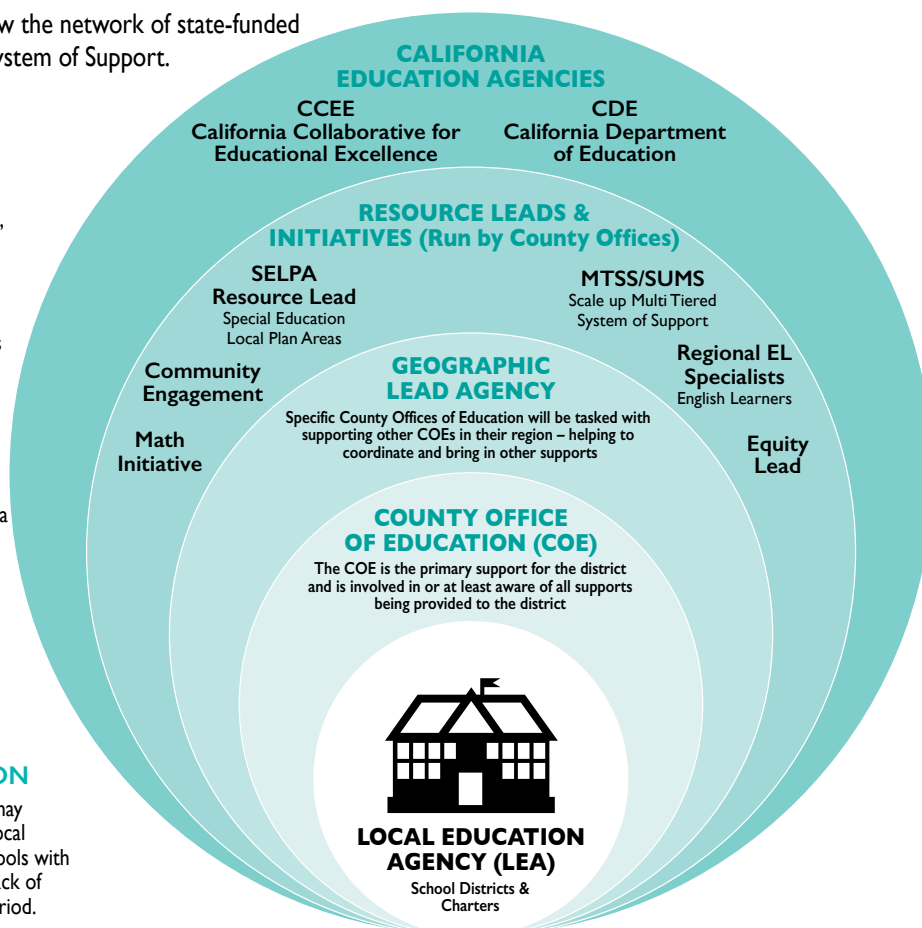 w the network of state-funded
ystem of Support.
,
s
a
ON
may
ocal
ools with
ack of
riod.
CALIFORNIA
EDUCATION AGENCIES
CCEE
California Collaborative for
Educational Excellence
CDE
California Department
of Education
RESOURCE LEADS &
INITIATIVES (Run by County Offices)
SELPA
Resource Lead
Special Education
Local Plan Areas
MTSS/SUMS
Scale up Multi Tiered
System of Support
Community
Engagement
Regional EL
Specialists
English Learners
Math
Initiative
Equity
Lead
GEOGRAPHIC
LEAD AGENCY
Specific County Offices of Education will be tasked with
supporting other COEs in their region – helping to
coordinate and bring in other supports
COUNTY OFFICE
OF EDUCATION (COE)
The COE is the primary support for the district
and is involved in or at least aware of all supports
being provided to the district
LOCAL EDUCATION
AGENCY (LEA)
School Districts &
Charters